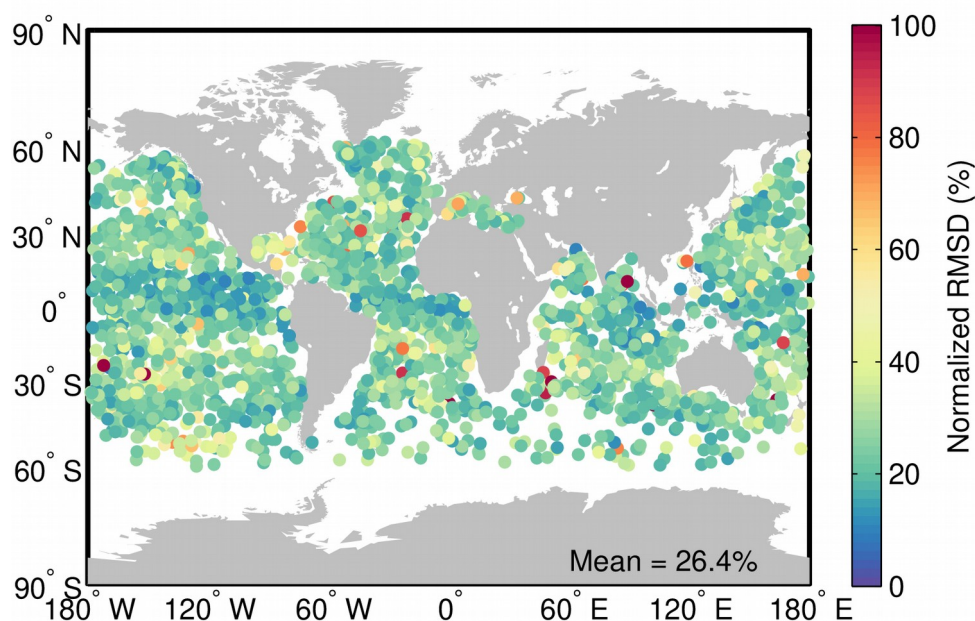 90° N
60° N
30° N
0°
30° S
60° S
90° S
180° W 120° W 60° W 0° 60° E 120° E 180° E
Mean = 26.4%
100
80
60
40
20
0
Normalized RMSD (%)